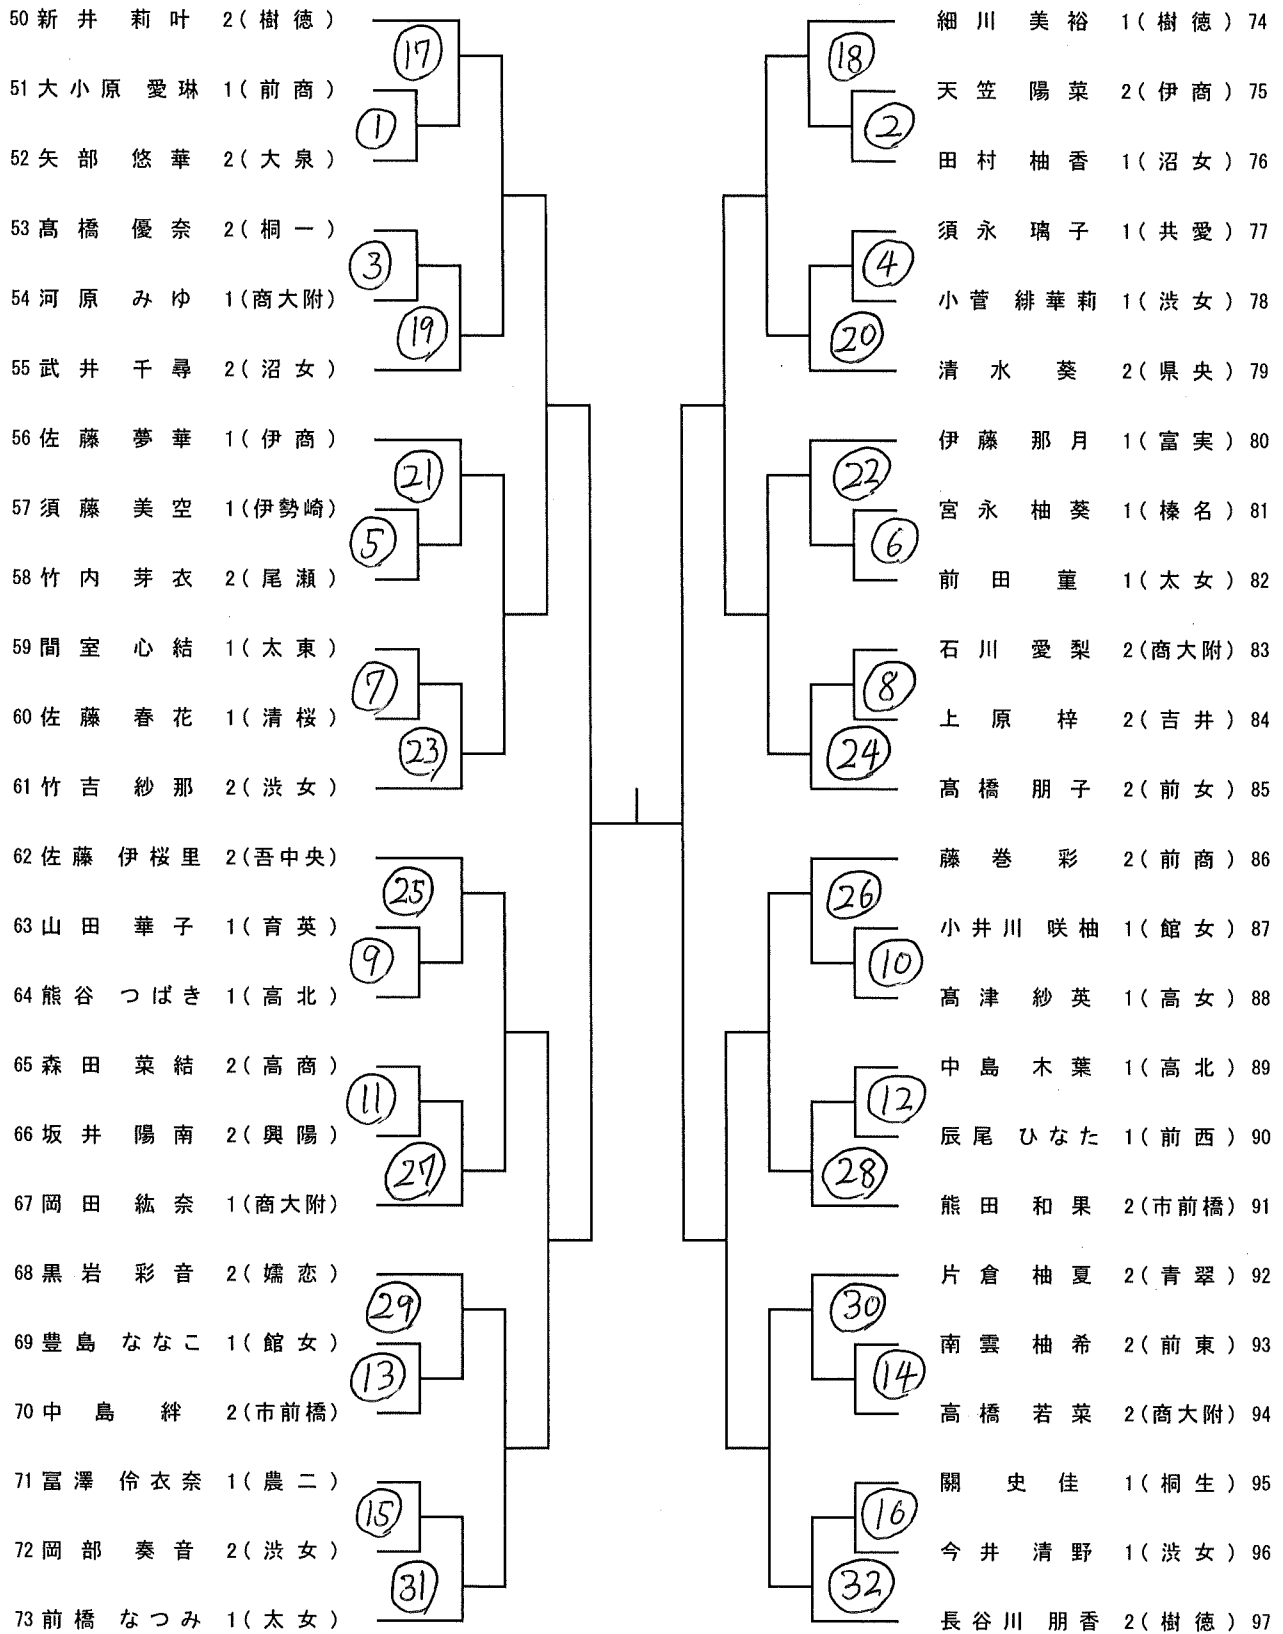 50 新井 莉叶 2(樹徳)
⑰
51 大小原 愛琳 1(前商)
①
52 矢部 悠華 2(大泉)
53 髙橋 優奈 2(桐一)
③
54 河原 みゆ 1(商大附)
⑲
55 武井 千尋 2(沼女)
56 佐藤 夢華 1(伊商)
㉑
57 須藤 美空 1(伊勢崎)
⑤
58 竹内 芽衣 2(尾瀬)
59 間室 心結 1(太東)
⑦
60 佐藤 春花 1(清桜)
㉓
61 竹吉 紗那 2(渋女)
62 佐藤 伊桜里 2(吾中央)
㉕
63 山田 華子 1(育英)
⑨
64 熊谷 つばき 1(高北)
65 森田 菜結 2(高商)
⑪
66 坂井 陽南 2(興陽)
㉗
67 岡田 紘奈 1(商大附)
68 黒岩 彩音 2(嬬恋)
㉙
69 豊島 ななこ 1(館女)
⑬
70 中島 絆 2(市前橋)
71 冨澤 伶衣奈 1(農二)
⑮
72 岡部 奏音 2(渋女)
㉛
73 前橋 なつみ 1(太女)
細川 美裕 1(樹徳) 74
⑱
天笠 陽菜 2(伊商) 75
②
田村 柚香 1(沼女) 76
須永 璃子 1(共愛) 77
④
小菅 緋華莉 1(渋女) 78
⑳
清水 葵 2(県央) 79
伊藤 那月 1(富実) 80
㉒
宮永 柚葵 1(榛名) 81
⑥
前田 菫 1(太女) 82
石川 愛梨 2(商大附) 83
⑧
上原 梓 2(吉井) 84
㉔
髙橋 朋子 2(前女) 85
藤巻 彩 2(前商) 86
㉖
小井川 咲柚 1(館女) 87
⑩
髙津 紗英 1(高女) 88
中島 木葉 1(高北) 89
⑫
辰尾 ひなた 1(前西) 90
㉘
熊田 和果 2(市前橋) 91
片倉 柚夏 2(青翠) 92
㉚
南雲 柚希 2(前東) 93
⑭
高橋 若菜 2(商大附) 94
關 史佳 1(桐生) 95
⑯
今井 清野 1(渋女) 96
㉜
長谷川 朋香 2(樹徳) 97